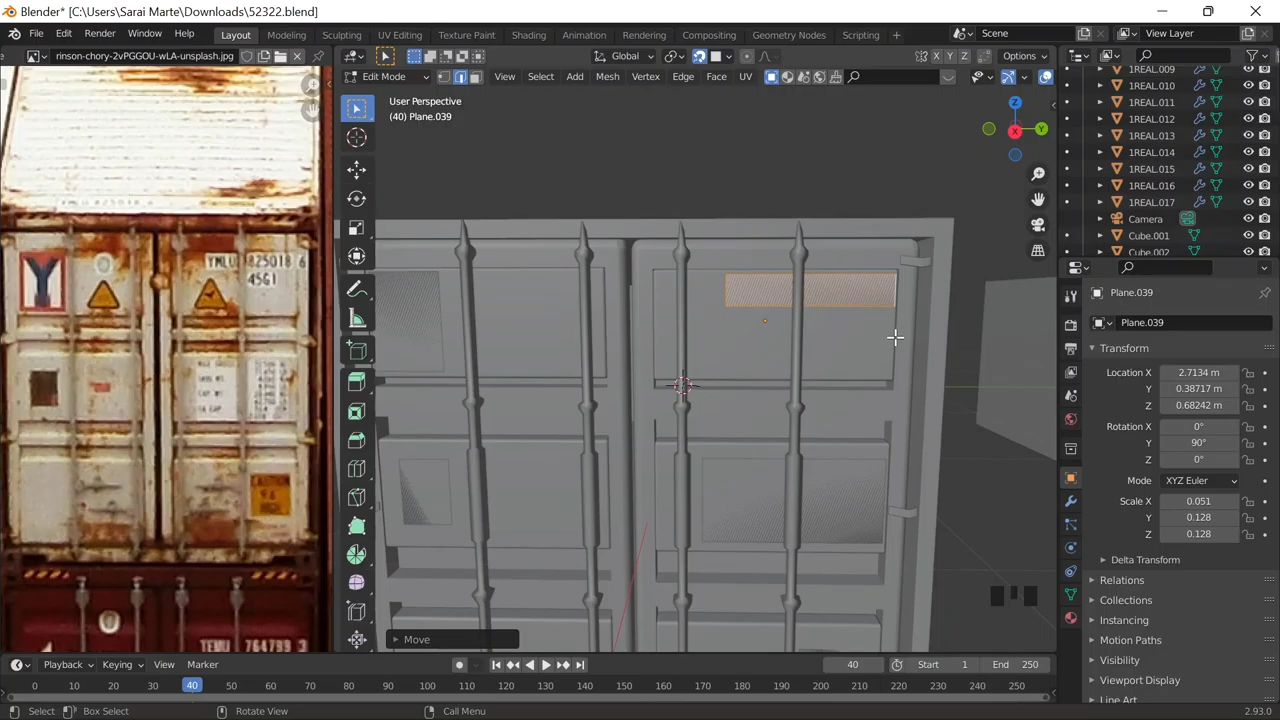 Blender* [C:\Users\Sarai Marte\Downloads\52322.blend]
File Edit Render Window Help Layout Modeling Sculpting UV Editing Texture Paint Shading Animation Rendering Compositing Geometry Nodes Scripting Scene View Layer
rinson-chory-2vPGGOU-wLA-unsplash.jpg Global X Y Z Options
Edit Mode View Select Add Mesh Vertex Edge Face UV
User Perspective
(40) Plane.039
1REAL.009
1REAL.010
1REAL.011
1REAL.012
1REAL.013
1REAL.014
1REAL.015
1REAL.016
1REAL.017
Camera
Cube.001
Cube.002
Z
X Y
YMLU 825018 6
45G1
Y
TEMU 764799 3
Plane.039
Plane.039
Transform
Location X 2.7134 m
Y 0.38717 m
Z 0.68242 m
Rotation X 0°
Y 90°
Z 0°
Mode XYZ Euler
Scale X 0.051
Y 0.128
Z 0.128
Delta Transform
Relations
Collections
Instancing
Motion Paths
Visibility
Viewport Display
Line Art
Move
Playback Keying View Marker 40 Start 1 End 250
0 10 20 30 40 50 60 70 80 90 100 110 120 130 140 150 160 170 180 190 200 210 220 230 240 250
Select Box Select Rotate View Call Menu 2.93.0